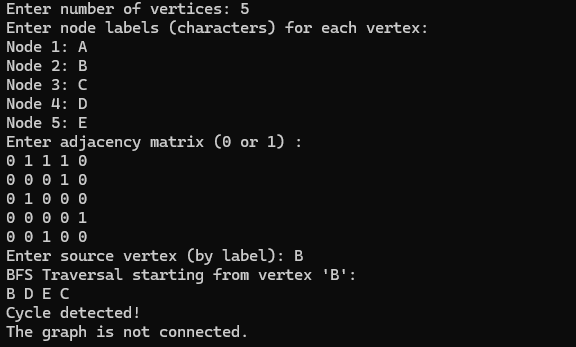 Enter number of vertices: 5
Enter node labels (characters) for each vertex:
Node 1: A
Node 2: B
Node 3: C
Node 4: D
Node 5: E
Enter adjacency matrix (0 or 1) :
0 1 1 1 0
0 0 0 1 0
0 1 0 0 0
0 0 0 0 1
0 0 1 0 0
Enter source vertex (by label): B
BFS Traversal starting from vertex 'B':
B D E C
Cycle detected!
The graph is not connected.